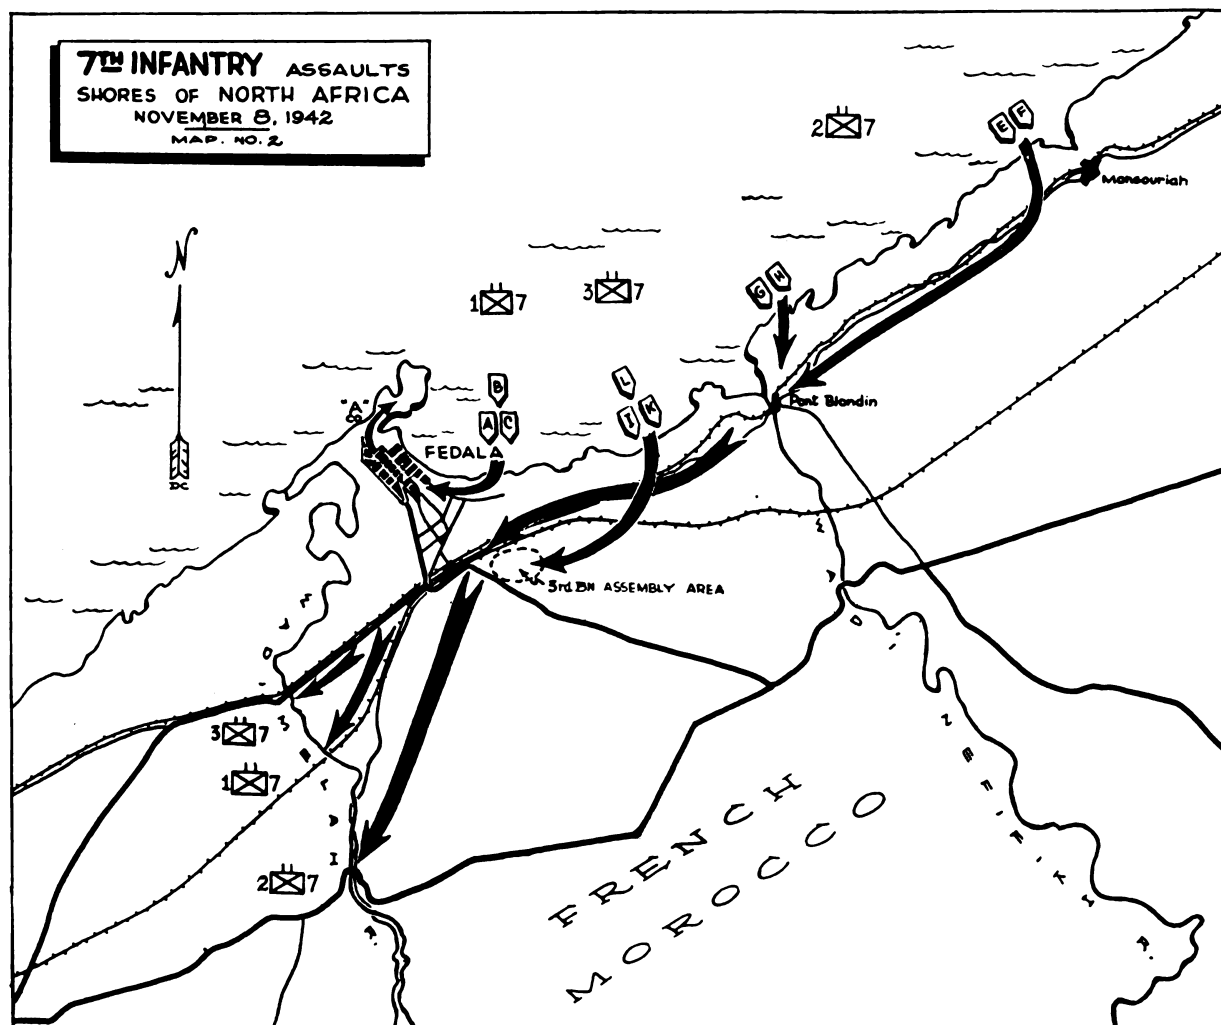 7TH INFANTRY ASSAULTS
SHORES OF NORTH AFRICA
NOVEMBER 8, 1942
MAP. NO. 2
N
DC
2 7
E F
Mansouriah
1 7
3 7
G H
Pont Blondin
"A"
CO
B
A C
L
I K
FEDALA
3rd BN ASSEMBLY AREA
3 7
1 7
2 7
FRENCH
MOROCCO